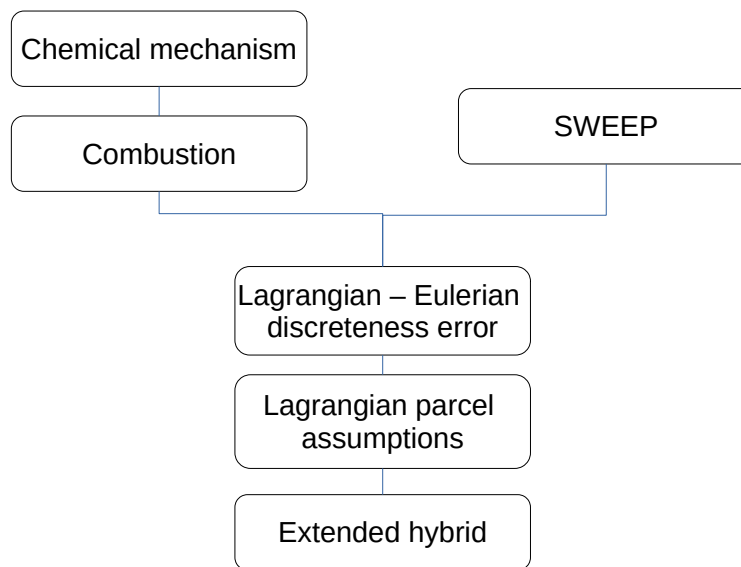 Chemical mechanism
Combustion
SWEEP
Lagrangian – Eulerian
discreteness error
Lagrangian parcel
assumptions
Extended hybrid